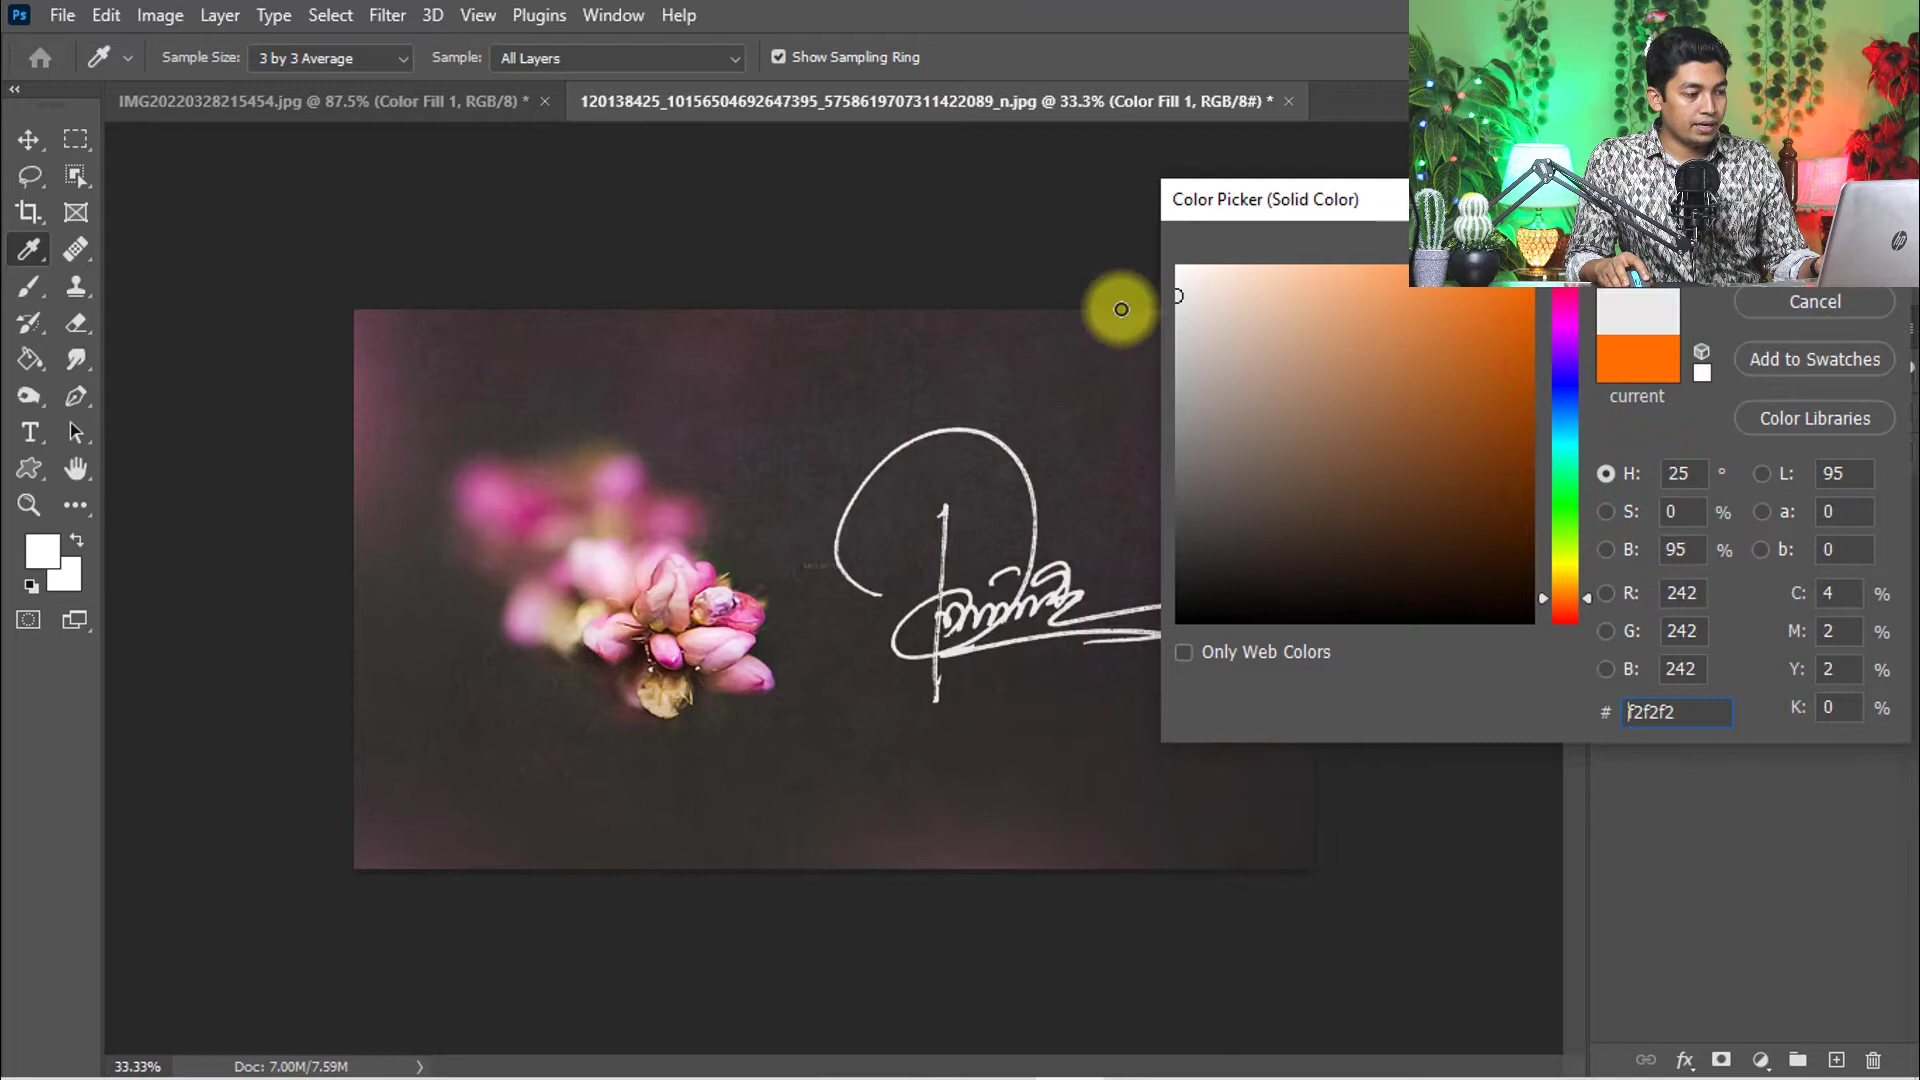 Ps File Edit Image Layer Type Select Filter 3D View Plugins Window Help
Sample Size: 3 by 3 Average Sample: All Layers Show Sampling Ring
IMG20220328215454.jpg @ 87.5% (Color Fill 1, RGB/8) * × 120138425_10156504692647395_5758619707311422089_n.jpg @ 33.3% (Color Fill 1, RGB/8#) * ×
Color Picker (Solid Color)
Cancel
Add to Swatches
current
Color Libraries
H: 25 ° L: 95
S: 0 % a: 0
B: 95 % b: 0
R: 242 C: 4 %
G: 242 M: 2 %
B: 242 Y: 2 %
# f2f2f2 K: 0 %
Only Web Colors
hp
33.33% Doc: 7.00M/7.59M
fx